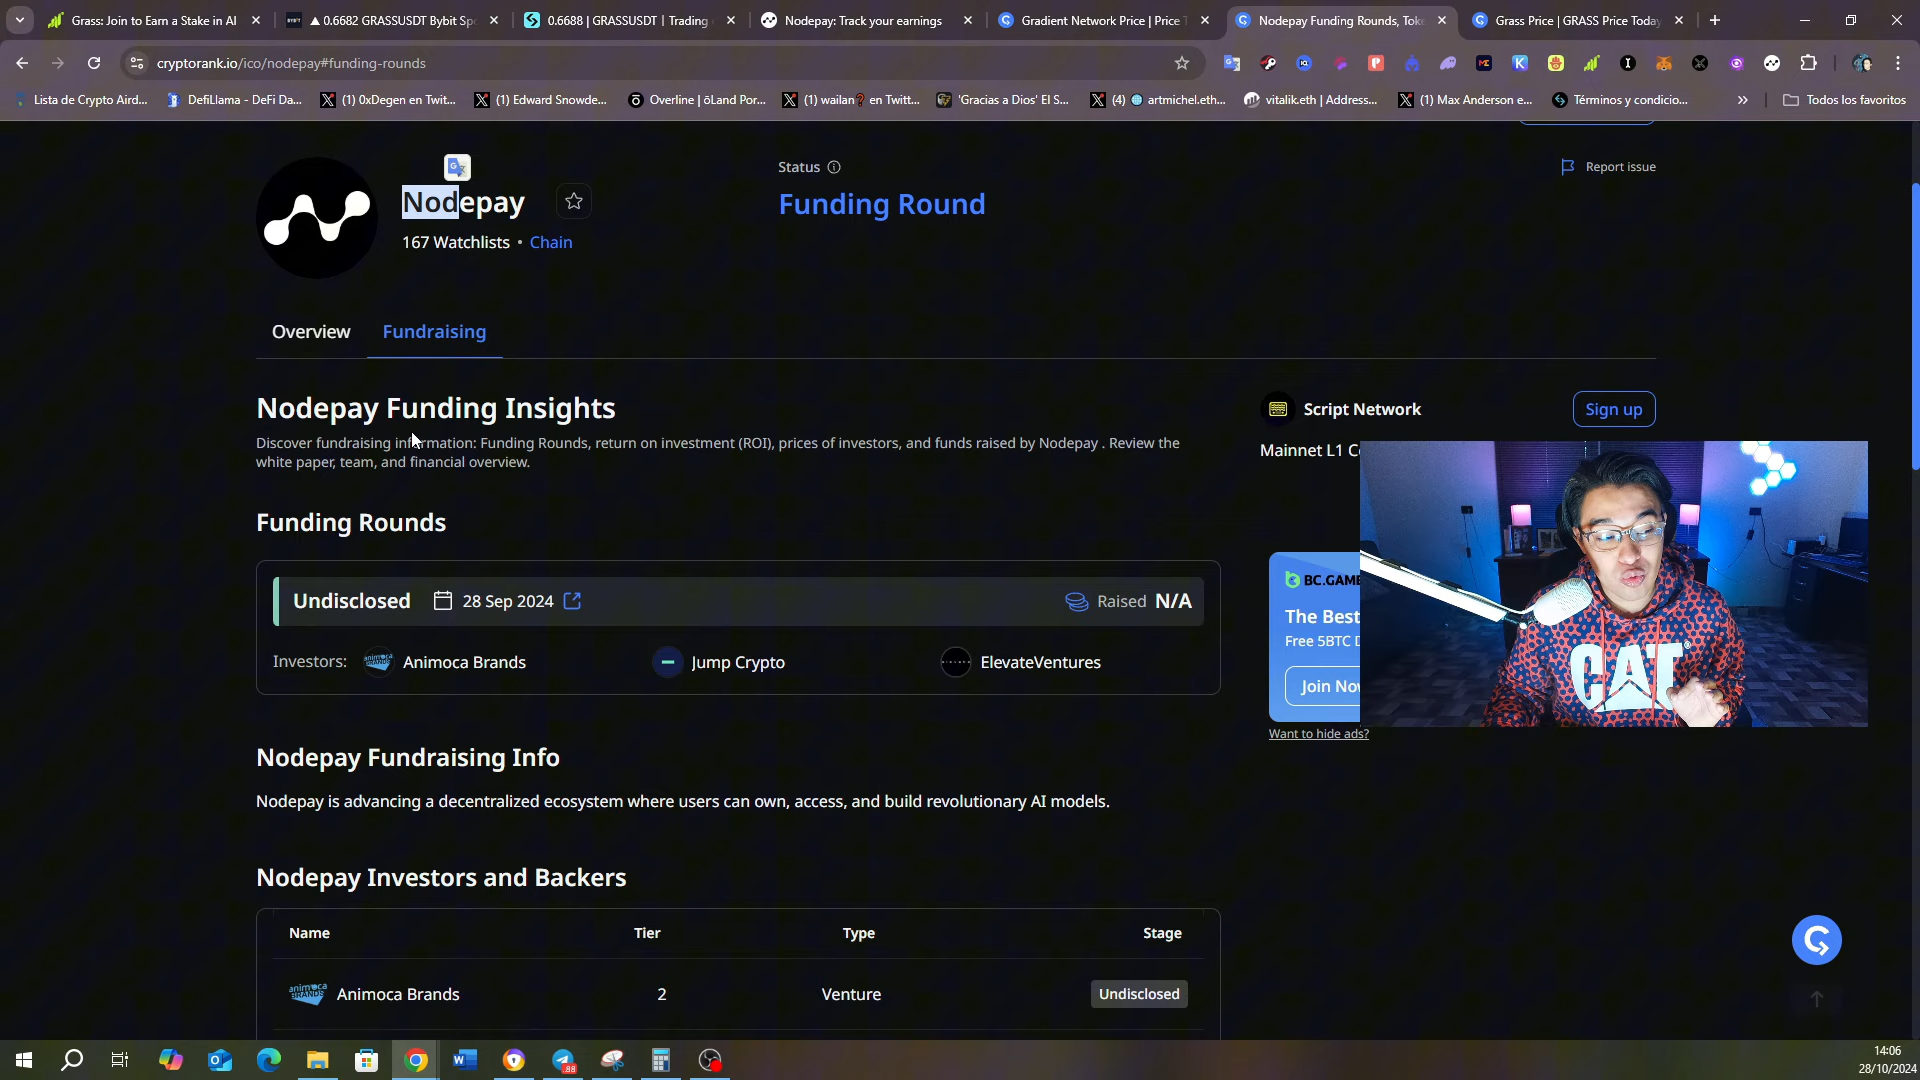 Grass: Join to Earn a Stake in AI
▲ 0.6682 GRASSUSDT Bybit Sp
0.6688 | GRASSUSDT | Trading
Nodepay: Track your earnings
Gradient Network Price | Price T
Nodepay Funding Rounds, Tok
Grass Price | GRASS Price Today
cryptorank.io/ico/nodepay#funding-rounds
Lista de Crypto Aird...
DefiLlama - DeFi Da...
(1) 0xDegen en Twit...
(1) Edward Snowde...
Overline | ōLand Por...
(1) wailan❓ en Twitt...
'Gracias a Dios' El S...
(4) 🌐 artmichel.eth...
vitalik.eth | Address...
(1) Max Anderson e...
Términos y condicio...
»
Todos los favoritos
Nodepay
167 Watchlists • Chain
Status
Funding Round
Report issue
Overview
Fundraising
Nodepay Funding Insights
Discover fundraising information: Funding Rounds, return on investment (ROI), prices of investors, and funds raised by Nodepay . Review the
white paper, team, and financial overview.
Script Network
Sign up
Mainnet L1 C
Funding Rounds
Undisclosed
28 Sep 2024
Raised N/A
Investors:
Animoca Brands
Jump Crypto
ElevateVentures
BC.GAME
The Best
Free 5BTC D
Join Now
Want to hide ads?
CAT
Nodepay Fundraising Info
Nodepay is advancing a decentralized ecosystem where users can own, access, and build revolutionary AI models.
Nodepay Investors and Backers
Name
Tier
Type
Stage
animoca BRANDS
Animoca Brands
2
Venture
Undisclosed
14:06
28/10/2024